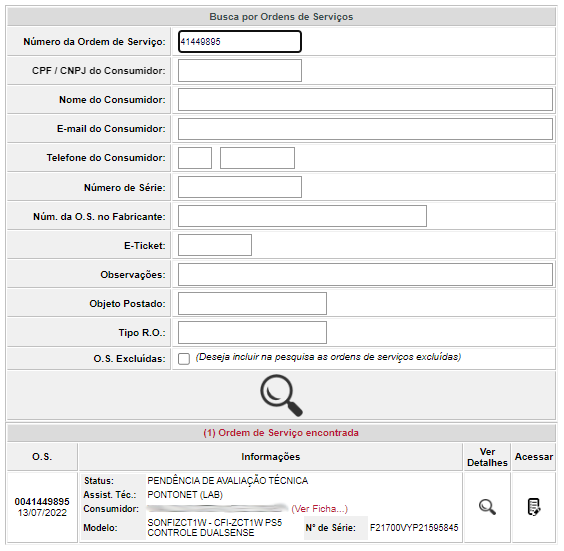 Busca por Ordens de Serviços
Número da Ordem de Serviço: 41449895
CPF / CNPJ do Consumidor:
Nome do Consumidor:
E-mail do Consumidor:
Telefone do Consumidor:
Número de Série:
Núm. da O.S. no Fabricante:
E-Ticket:
Observações:
Objeto Postado:
Tipo R.O.:
O.S. Excluídas: (Deseja incluir na pesquisa as ordens de serviços excluídas)
(1) Ordem de Serviço encontrada
O.S. Informações Ver Detalhes Acessar
0041449895
13/07/2022
Status: PENDÊNCIA DE AVALIAÇÃO TÉCNICA
Assist. Téc.: PONTONET (LAB)
Consumidor: (Ver Ficha...)
Modelo: SONFIZCT1W - CFI-ZCT1W PS5 CONTROLE DUALSENSE Nº de Série: F21700VYP21595845